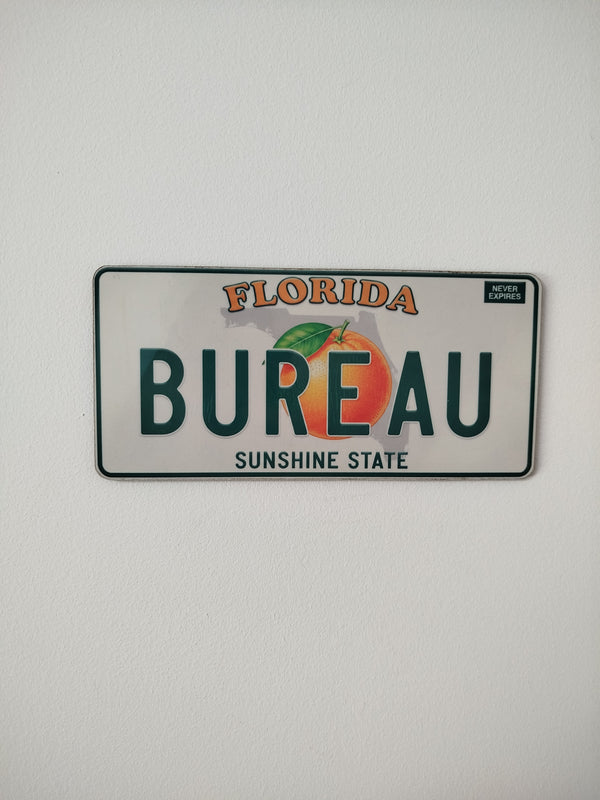 FLORIDA
NEVER
EXPIRES
BUREAU
SUNSHINE STATE